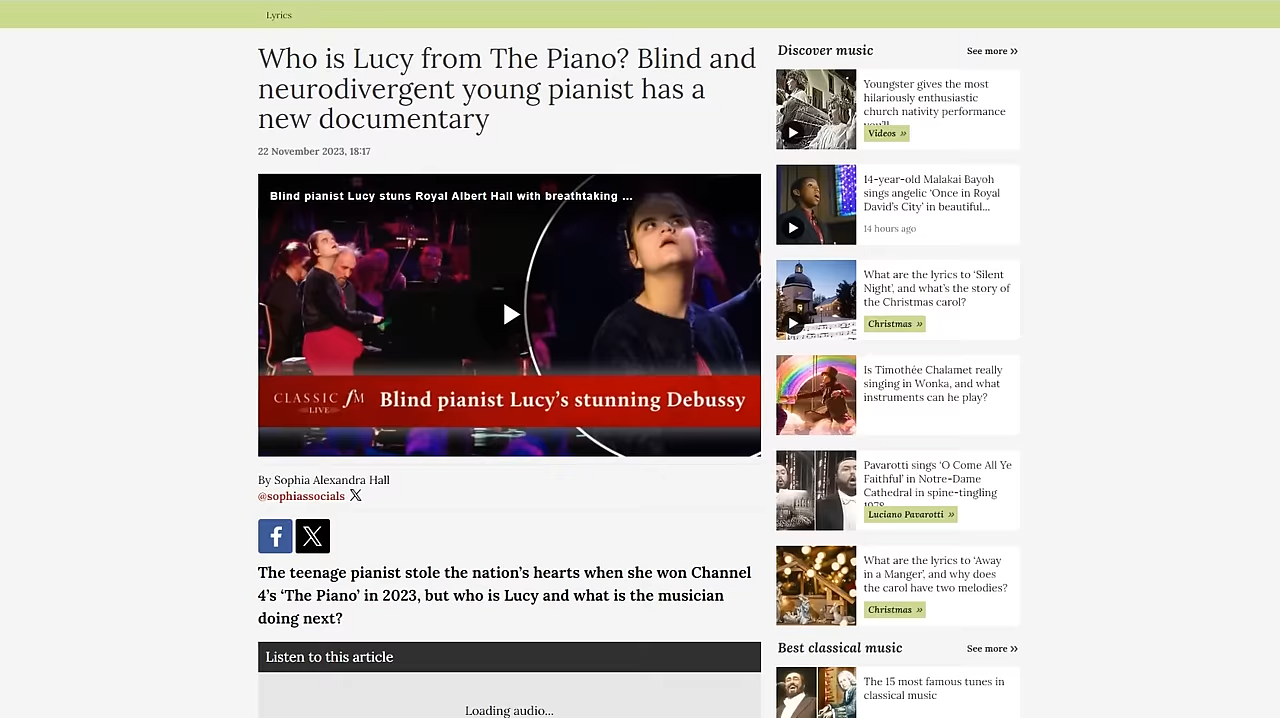 Lyrics
Who is Lucy from The Piano? Blind and
neurodivergent young pianist has a
new documentary
22 November 2023, 18:17
Blind pianist Lucy stuns Royal Albert Hall with breathtaking ...
CLASSIC fM
LIVE
Blind pianist Lucy's stunning Debussy
By Sophia Alexandra Hall
@sophiassocials
The teenage pianist stole the nation's hearts when she won Channel
4's 'The Piano' in 2023, but who is Lucy and what is the musician
doing next?
Listen to this article
Loading audio...
Discover music
See more »
Youngster gives the most
hilariously enthusiastic
church nativity performance
you'll
Videos »
14-year-old Malakai Bayoh
sings angelic 'Once in Royal
David's City' in beautiful...
14 hours ago
What are the lyrics to 'Silent
Night', and what's the story of
the Christmas carol?
Christmas »
Is Timothée Chalamet really
singing in Wonka, and what
instruments can he play?
Pavarotti sings 'O Come All Ye
Faithful' in Notre-Dame
Cathedral in spine-tingling
1978
Luciano Pavarotti »
What are the lyrics to 'Away
in a Manger', and why does
the carol have two melodies?
Christmas »
Best classical music
See more »
The 15 most famous tunes in
classical music